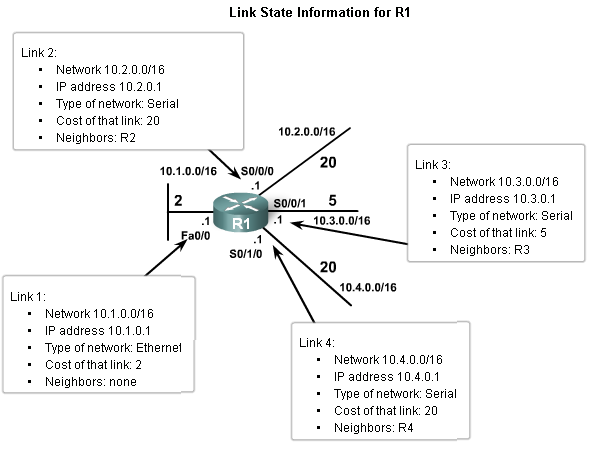 Link State Information for R1
Link 2:
• Network 10.2.0.0/16
• IP address 10.2.0.1
• Type of network: Serial
• Cost of that link: 20
• Neighbors: R2
10.2.0.0/16
20
10.1.0.0/16
S0/0/0
.1
2
.1
Fa0/0
R1
S0/0/1
5
.1
10.3.0.0/16
.1
S0/1/0
20
10.4.0.0/16
Link 3:
• Network 10.3.0.0/16
• IP address 10.3.0.1
• Type of network: Serial
• Cost of that link: 5
• Neighbors: R3
Link 1:
• Network 10.1.0.0/16
• IP address 10.1.0.1
• Type of network: Ethernet
• Cost of that link: 2
• Neighbors: none
Link 4:
• Network 10.4.0.0/16
• IP address 10.4.0.1
• Type of network: Serial
• Cost of that link: 20
• Neighbors: R4